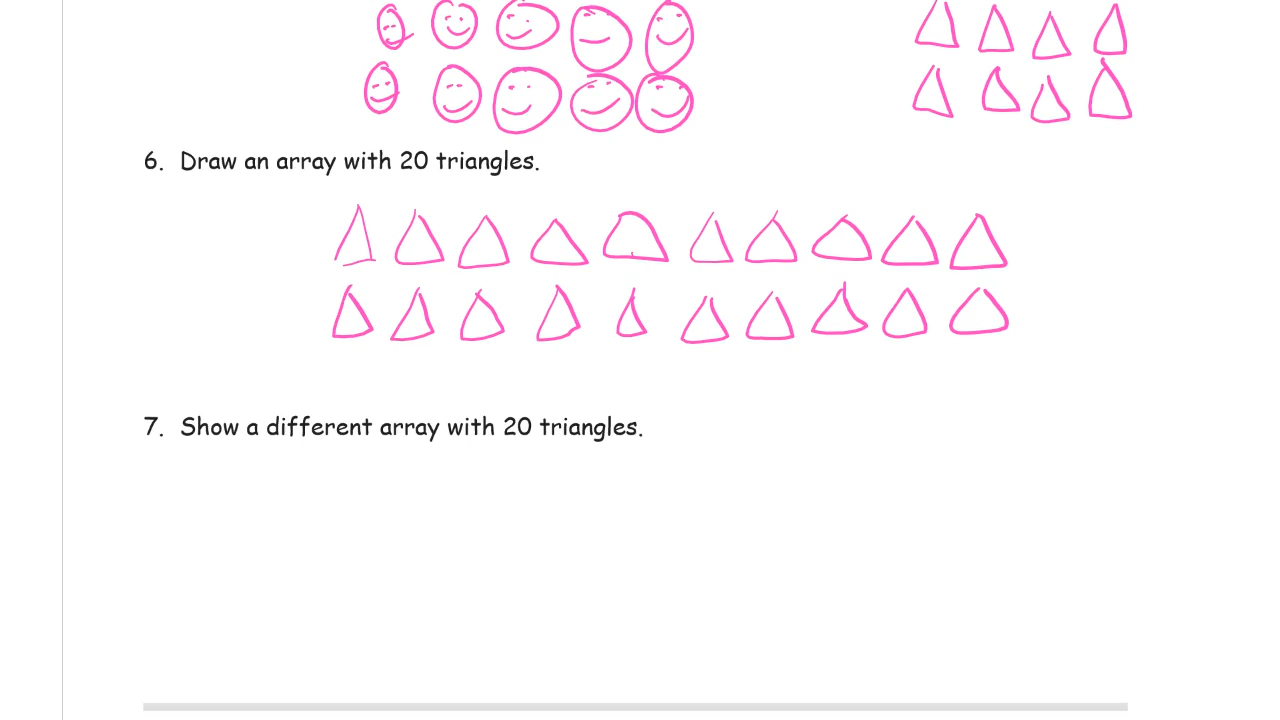 6. Draw an array with 20 triangles.
7. Show a different array with 20 triangles.